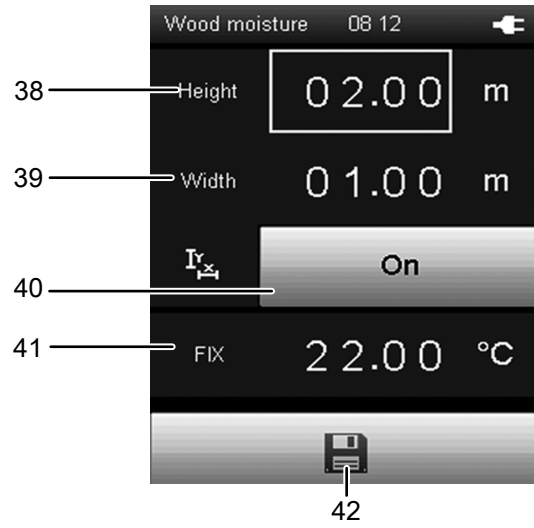 Wood moisture 08 12
38 Height 02.00 m
39 Width 01.00 m
40 IYX On
41 FIX 22.00 °C
42